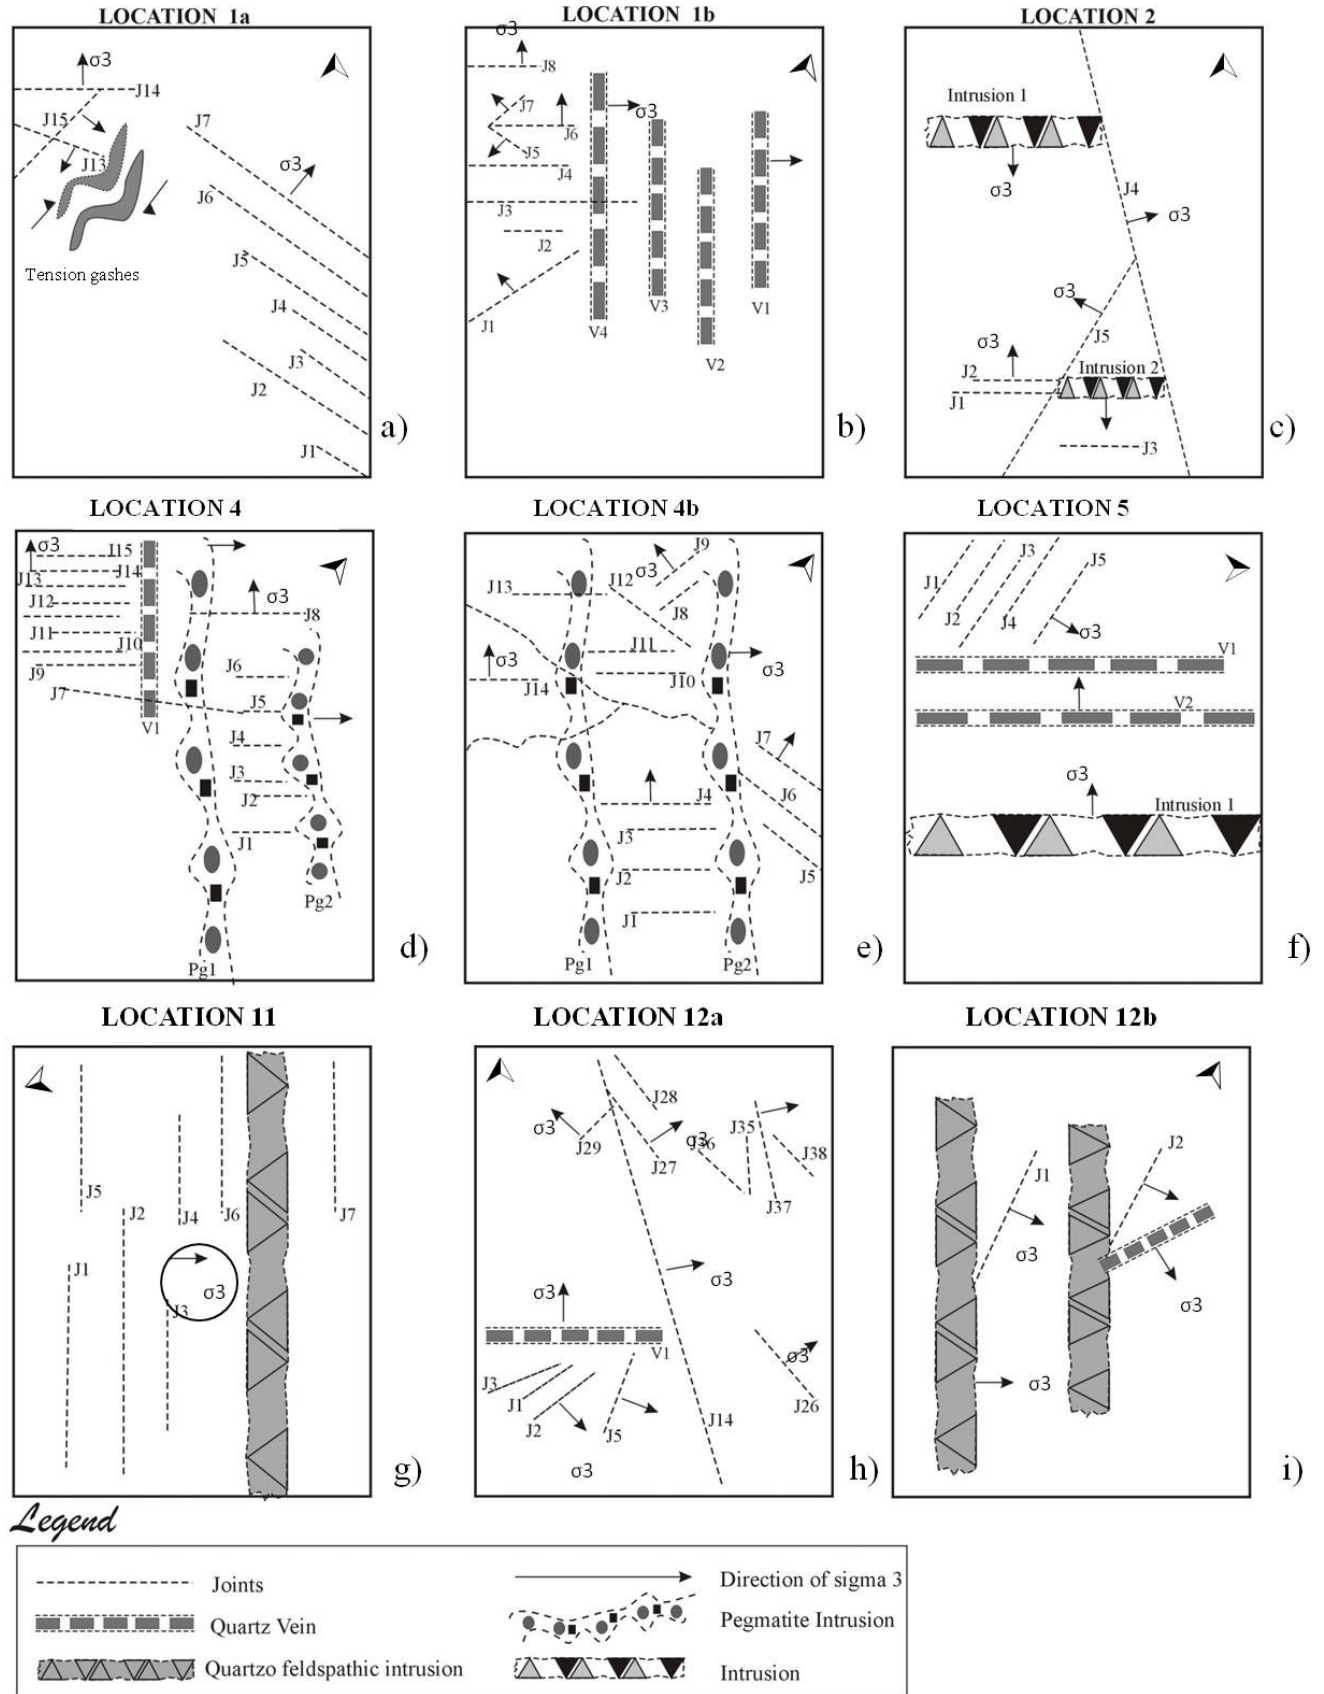 LOCATION 1a
σ3
J14
J15
J13
J7
σ3
J6
J5
J4
J3
J2
J1
Tension gashes
a)
LOCATION 1b
σ3
J8
J7
J6
J5
J4
J3
J2
J1
σ3
V4
V3
V2
V1
b)
LOCATION 2
Intrusion 1
σ3
J4
σ3
σ3
J5
σ3
J2
J1
Intrusion 2
J3
c)
LOCATION 4
σ3
J15
J14
J13
J12
J11
J10
J9
J7
V1
σ3
J8
J6
J5
J4
J3
J2
J1
Pg2
Pg1
d)
LOCATION 4b
J9
σ3
J13
J12
J8
J11
σ3
σ3
J14
J10
J7
J4
J6
J3
J2
J5
J1
Pg1
Pg2
e)
LOCATION 5
J1
J2
J3
J4
J5
σ3
V1
V2
σ3
Intrusion 1
f)
LOCATION 11
J5
J2
J4
J6
J7
J1
σ3
J3
g)
LOCATION 12a
J28
σ3
J29
J27
σ3
J36
J35
J38
J37
σ3
σ3
V1
σ3
J3
J1
J2
J5
J14
J26
σ3
h)
LOCATION 12b
J2
J1
σ3
σ3
σ3
i)
Legend
Joints
Direction of sigma 3
Quartz Vein
Pegmatite Intrusion
Quartzo feldspathic intrusion
Intrusion